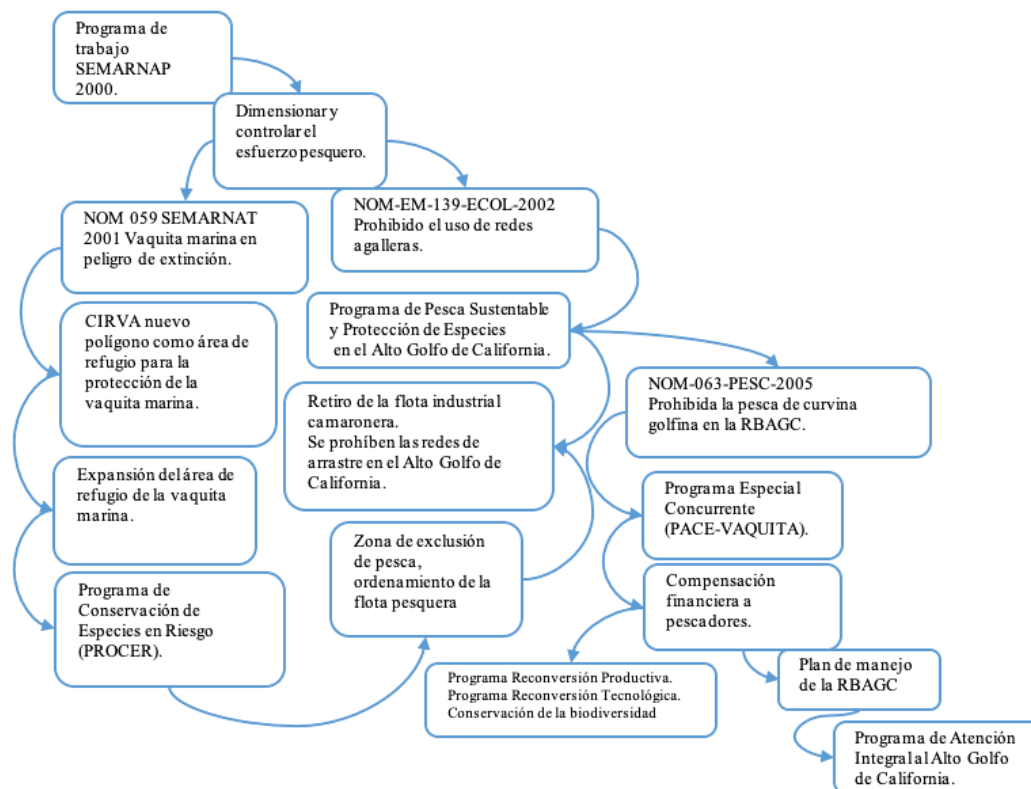 Programa de
trabajo
SEMARNAP
2000.
Dimensionar y
controlar el
esfuerzo pesquero.
NOM 059 SEMARNAT
2001 Vaquita marina en
peligro de extinción.
NOM-EM-139-ECOL-2002
Prohibido el uso de redes
agalleras.
CIRVA nuevo
polígono como área de
refugio para la
protección de la
vaquita marina.
Programa de Pesca Sustentable
y Protección de Especies
en el Alto Golfo de California.
NOM-063-PESC-2005
Prohibida la pesca de curvina
golfina en la RBAGC.
Retiro de la flota industrial
camaronera.
Se prohíben las redes de
arrastre en el Alto Golfo de
California.
Expansión del área de
refugio de la vaquita
marina.
Programa Especial
Concurrente
(PACE-VAQUITA).
Zona de exclusión
de pesca,
ordenamiento de la
flota pesquera
Programa de
Conservación de
Especies en Riesgo
(PROCER).
Compensación
financiera a
pescadores.
Programa Reconversión Productiva.
Programa Reconversión Tecnológica.
Conservación de la biodiversidad
Plan de manejo
de la RBAGC
Programa de Atención
Integral al Alto Golfo
de California.